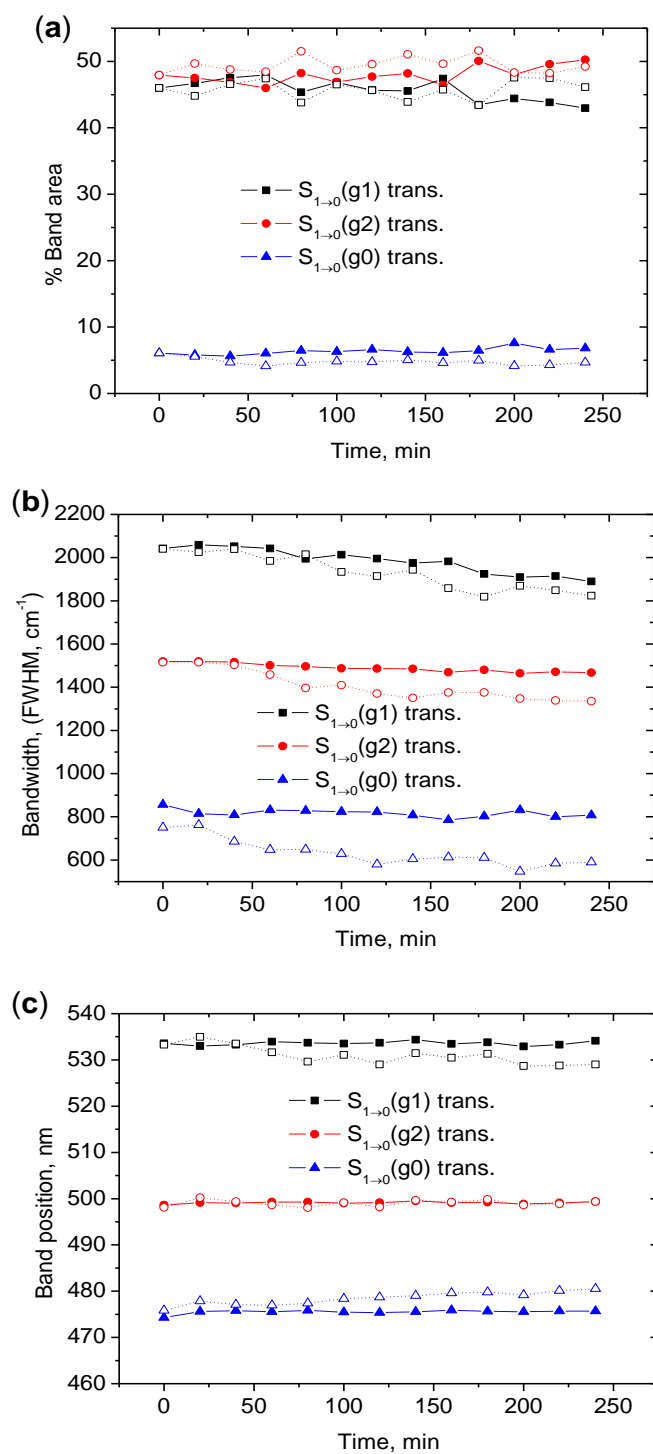 (a)
50
40
30
20
10
0
% Band area
S1→0(g1) trans.
S1→0(g2) trans.
S1→0(g0) trans.
0 50 100 150 200 250
Time, min
(b)
2200
2000
1800
1600
1400
1200
1000
800
600
Bandwidth, (FWHM, cm-1)
S1→0(g1) trans.
S1→0(g2) trans.
S1→0(g0) trans.
0 50 100 150 200 250
Time, min
(c)
540
530
520
510
500
490
480
470
460
Band position, nm
S1→0(g1) trans.
S1→0(g2) trans.
S1→0(g0) trans.
0 50 100 150 200 250
Time, min